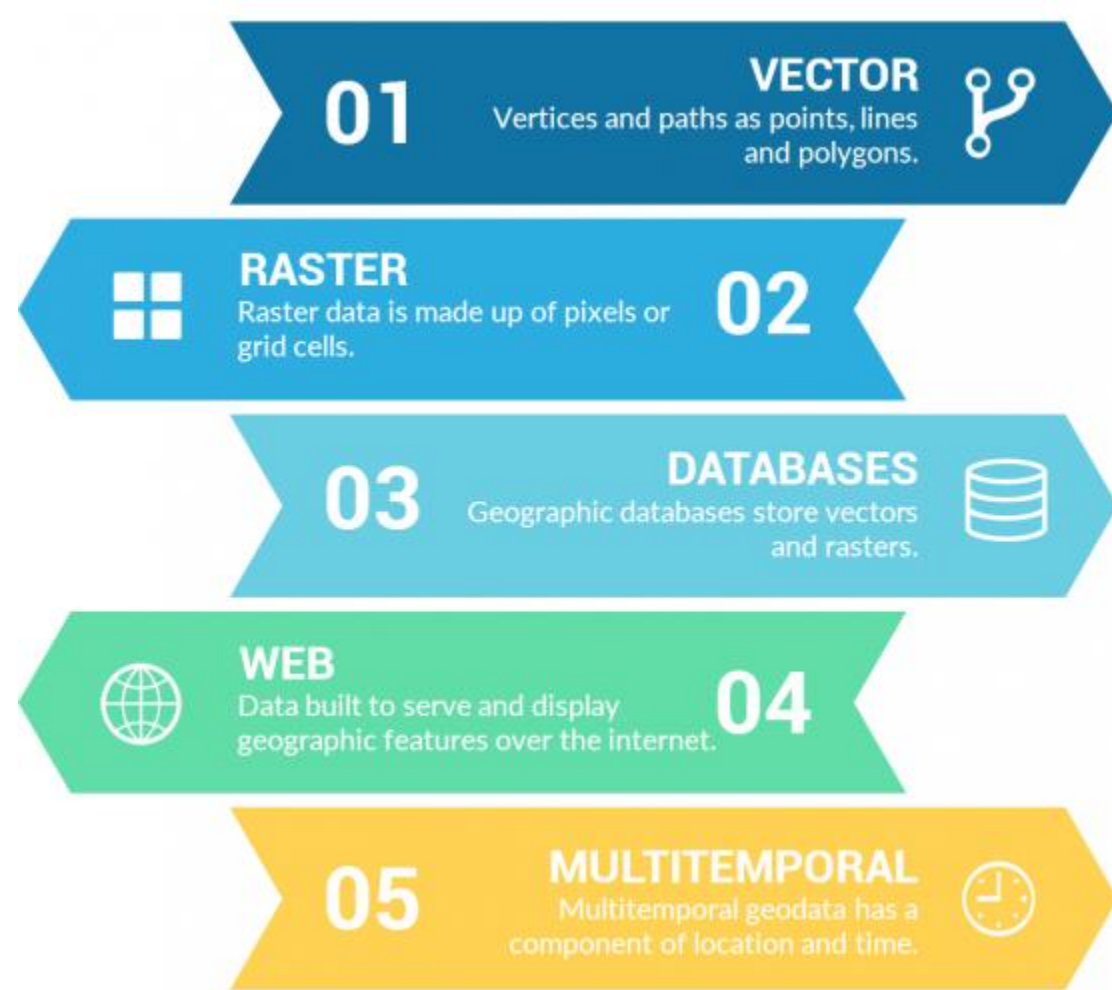 01
VECTOR
Vertices and paths as points, lines
and polygons.
RASTER
Raster data is made up of pixels or
grid cells.
02
03
DATABASES
Geographic databases store vectors
and rasters.
WEB
Data built to serve and display
geographic features over the internet.
04
05
MULTITEMPORAL
Multitemporal geodata has a
component of location and time.